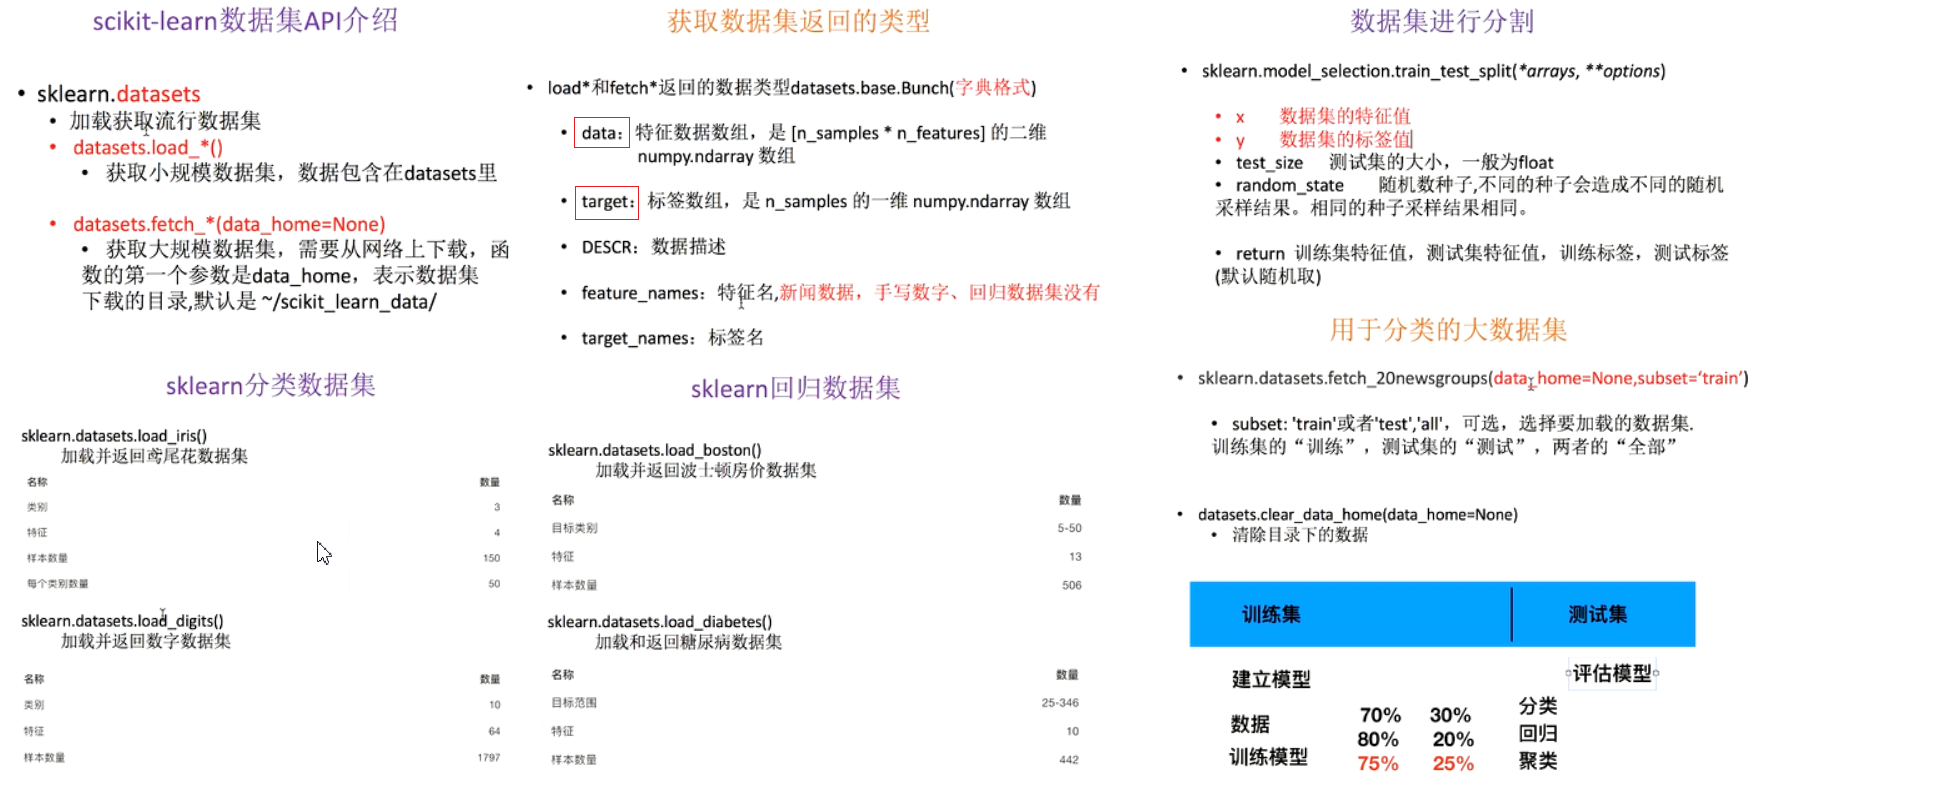 scikit-learn数据集API介绍
• sklearn.datasets
• 加载获取流行数据集
• datasets.load_*()
• 获取小规模数据集，数据包含在datasets里
• datasets.fetch_*(data_home=None)
• 获取大规模数据集，需要从网络上下载，函
数的第一个参数是data_home，表示数据集
下载的目录,默认是 ~/scikit_learn_data/
获取数据集返回的类型
• load*和fetch*返回的数据类型datasets.base.Bunch(字典格式)
• data：特征数据数组，是 [n_samples * n_features] 的二维
numpy.ndarray 数组
• target：标签数组，是 n_samples 的一维 numpy.ndarray 数组
• DESCR：数据描述
• feature_names：特征名,新闻数据，手写数字、回归数据集没有
• target_names：标签名
数据集进行分割
• sklearn.model_selection.train_test_split(*arrays, **options)
• x 数据集的特征值
• y 数据集的标签值
• test_size 测试集的大小，一般为float
• random_state 随机数种子,不同的种子会造成不同的随机
采样结果。相同的种子采样结果相同。
• return 训练集特征值，测试集特征值，训练标签，测试标签
(默认随机取)
sklearn分类数据集
sklearn.datasets.load_iris()
加载并返回鸢尾花数据集
名称 数量
类别 3
特征 4
样本数量 150
每个类别数量 50
sklearn.datasets.load_digits()
加载并返回数字数据集
名称 数量
类别 10
特征 64
样本数量 1797
sklearn回归数据集
sklearn.datasets.load_boston()
加载并返回波士顿房价数据集
名称 数量
目标类别 5-50
特征 13
样本数量 506
sklearn.datasets.load_diabetes()
加载和返回糖尿病数据集
名称 数量
目标范围 25-346
特征 10
样本数量 442
用于分类的大数据集
• sklearn.datasets.fetch_20newsgroups(data_home=None,subset=‘train’)
• subset: 'train'或者'test','all'，可选，选择要加载的数据集.
训练集的“训练”，测试集的“测试”，两者的“全部”
• datasets.clear_data_home(data_home=None)
• 清除目录下的数据
训练集 测试集
建立模型 评估模型
数据 70% 30% 分类
80% 20% 回归
训练模型 75% 25% 聚类